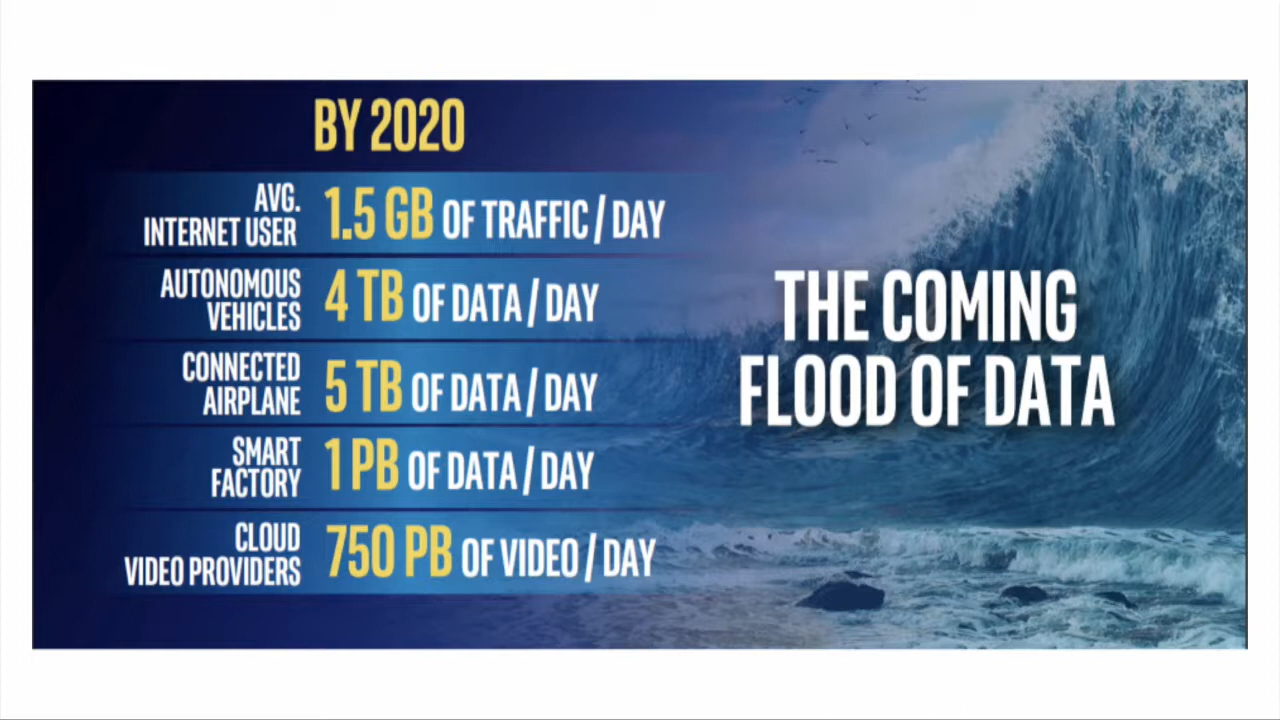 BY 2020
AVG.
INTERNET USER
1.5 GB OF TRAFFIC / DAY
AUTONOMOUS
VEHICLES
4 TB OF DATA / DAY
CONNECTED
AIRPLANE
5 TB OF DATA / DAY
SMART
FACTORY
1 PB OF DATA / DAY
CLOUD
VIDEO PROVIDERS
750 PB OF VIDEO / DAY
THE COMING
FLOOD OF DATA